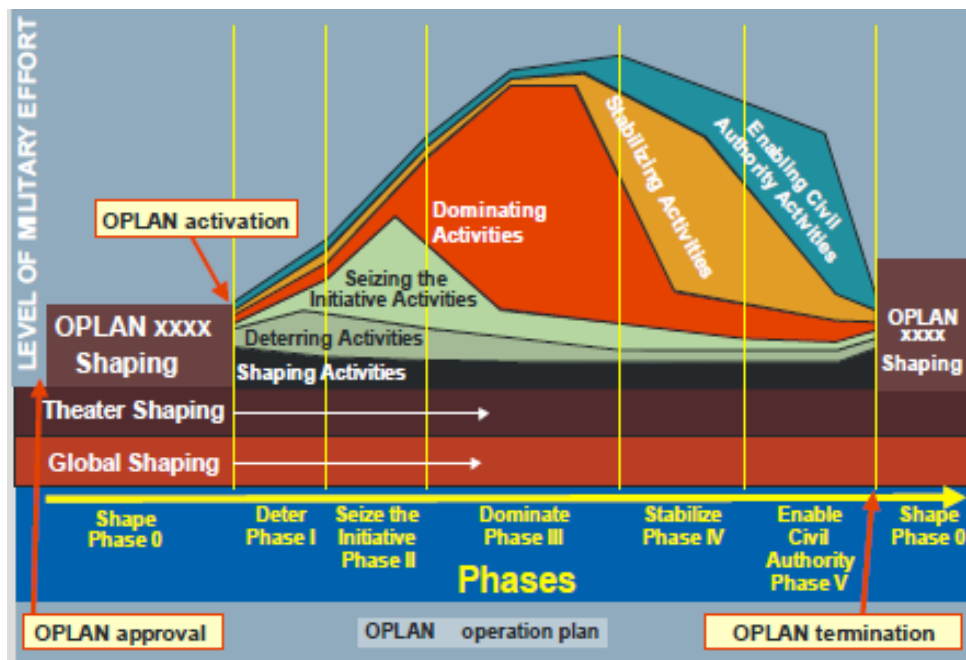 LEVEL OF MILITARY EFFORT
OPLAN activation
Enabling Civil
Authority Activities
Stabilizing Activities
Dominating
Activities
Seizing the
Initiative Activities
OPLAN xxxx
Shaping
Deterring Activities
Shaping Activities
OPLAN
xxxx
Shaping
Theater Shaping
Global Shaping
Shape
Phase 0
Deter
Phase I
Seize the
Initiative
Phase II
Dominate
Phase III
Stabilize
Phase IV
Enable
Civil
Authority
Phase V
Shape
Phase 0
Phases
OPLAN approval
OPLAN operation plan
OPLAN termination